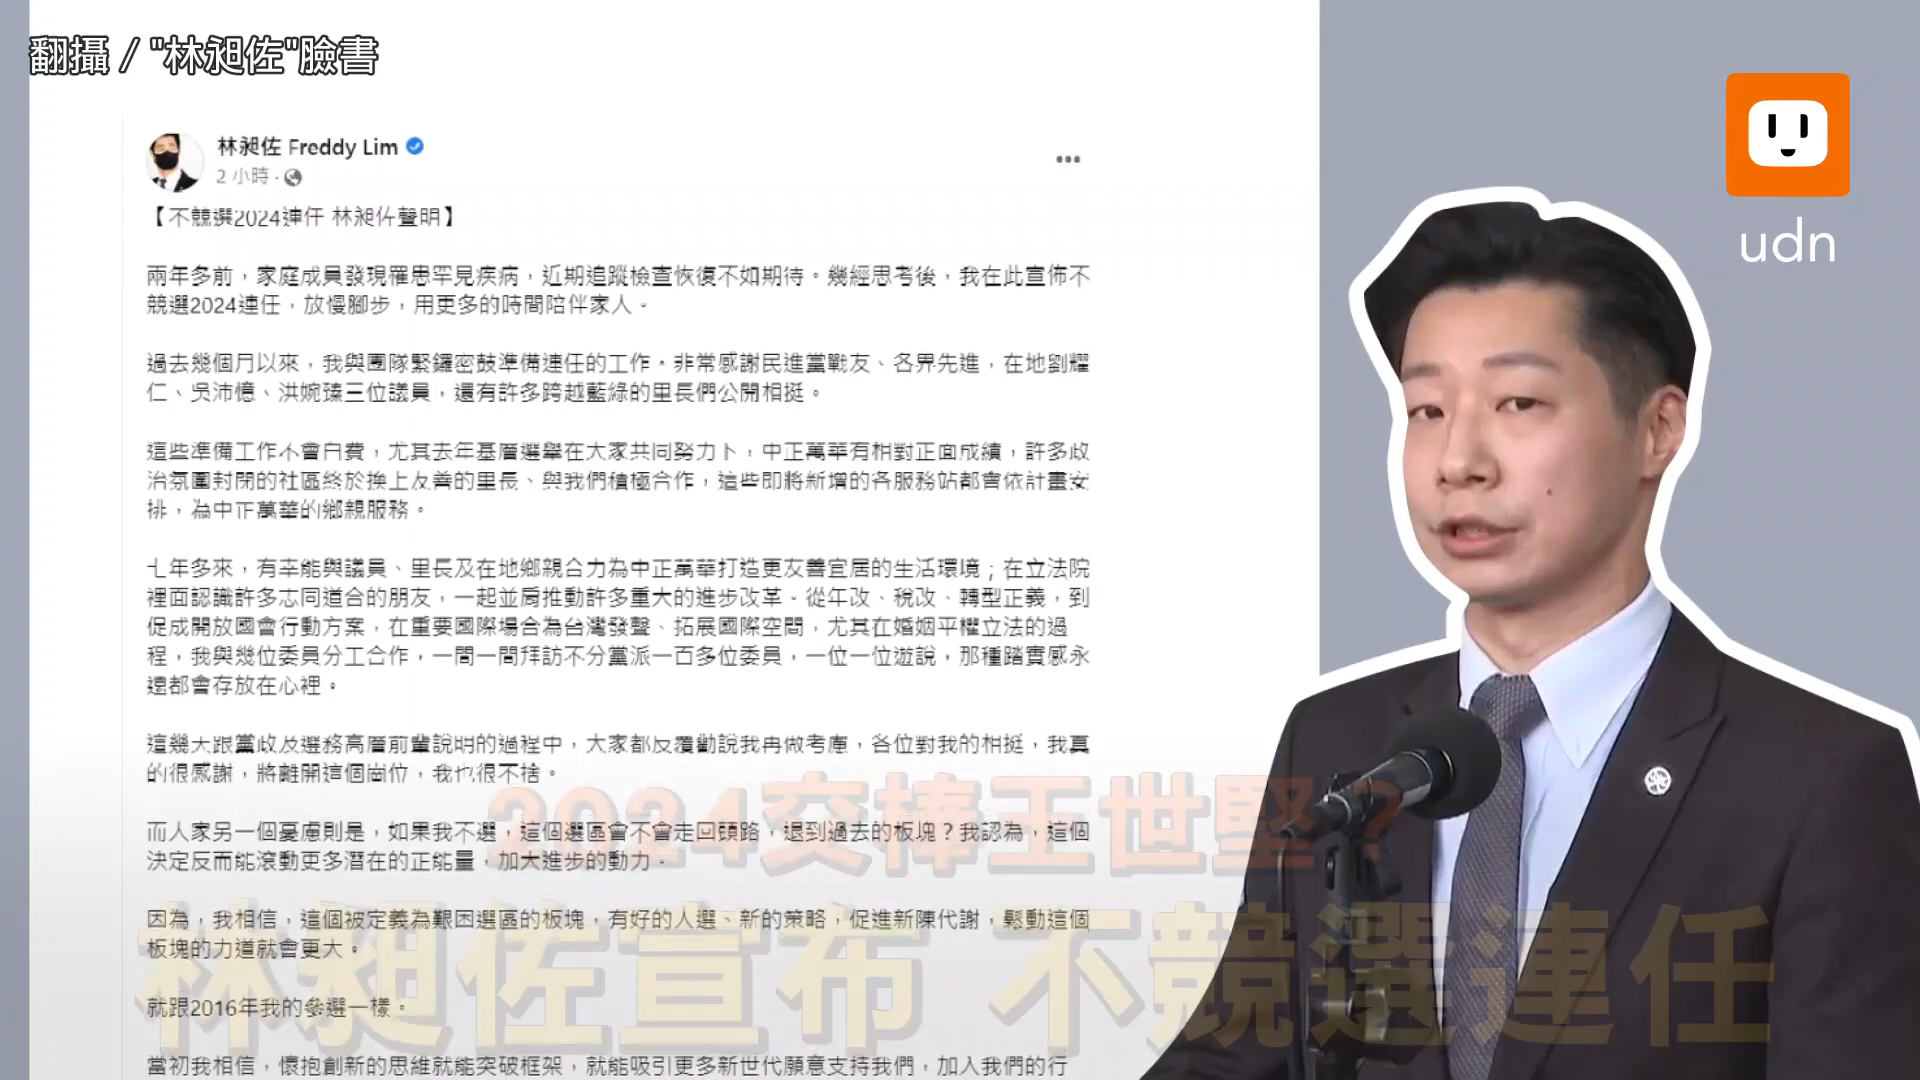 翻攝/"林昶佐"臉書
林昶佐 Freddy Lim
2 小時
udn
【不競選2024連任 林昶佐聲明】
兩年多前，家庭成員發現罹患罕見疾病，近期追蹤檢查恢復不如期待。幾經思考後，我在此宣佈不
競選2024連任，放慢腳步，用更多的時間陪伴家人。
過去幾個月以來，我與團隊緊鑼密鼓準備連任的工作。非常感謝民進黨戰友、各界先進，在地劉耀
仁、吳沛憶、洪婉臻三位議員，還有許多跨越藍綠的里長們公開相挺。
這些準備工作不會白費，尤其去年基層選舉在大家共同努力下，中正萬華有相對正面成績，許多政
治氛圍封閉的社區終於換上友善的里長、與我們積極合作，這些即將新增的各服務站都會依計畫安
排，為中正萬華的鄉親服務。
七年多來，有幸能與議員、里長及在地鄉親合力為中正萬華打造更友善宜居的生活環境；在立法院
裡面認識許多志同道合的朋友，一起並肩推動許多重大的進步改革。從年改、稅改、轉型正義，到
促成開放國會行動方案，在重要國際場合為台灣發聲、拓展國際空間，尤其在婚姻平權立法的過
程，我與幾位委員分工合作，一間一間拜訪不分黨派一百多位委員，一位一位遊說，那種踏實感永
遠都會存放在心裡。
這幾天跟黨政及選務高層前輩說明的過程中，大家都反覆勸說我再做考慮，各位對我的相挺，我真
的很感謝，將離開這個崗位，我也很不捨。
而大家另一個憂慮則是，如果我不選，這個選區會不會走回頭路，退到過去的板塊？我認為，這個
決定反而能滾動更多潛在的正能量，加大進步的動力。
因為，我相信，這個被定義為艱困選區的板塊，有好的人選、新的策略，促進新陳代謝，鬆動這個
板塊的力道就會更大。
就跟2016年我的參選一樣。
當初我相信，懷抱創新的思維就能突破框架，就能吸引更多新世代願意支持我們，加入我們的行
2024交棒王世堅？
林昶佐宣布 不競選連任